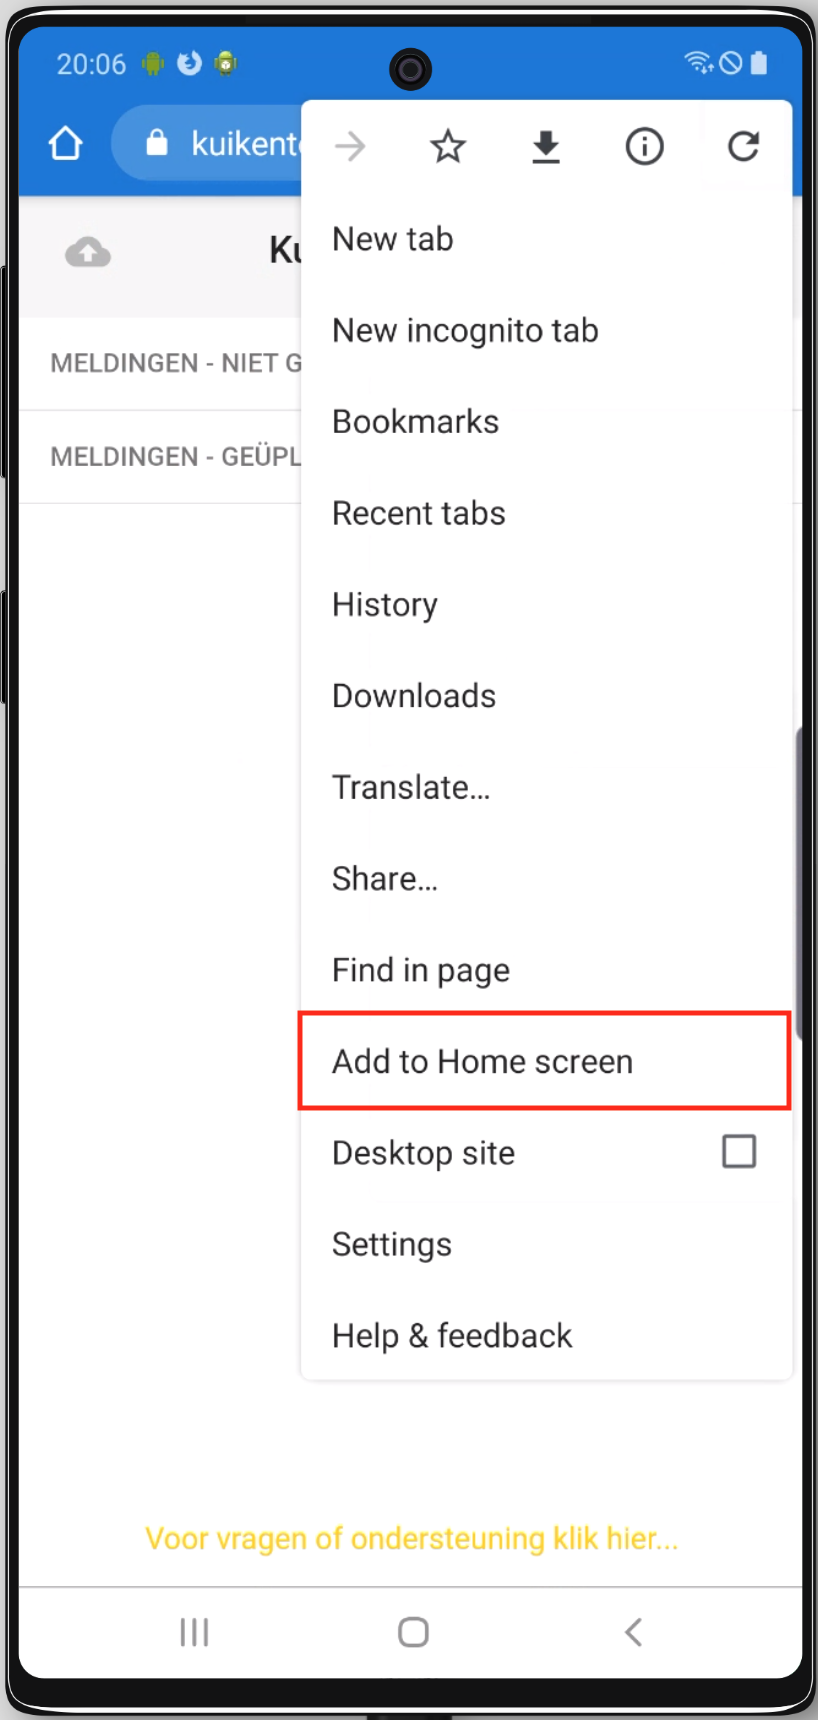 20:06
kuikent
New tab
New incognito tab
Bookmarks
Recent tabs
History
Downloads
Translate...
Share...
Find in page
Add to Home screen
Desktop site
Settings
Help & feedback
Ku
MELDINGEN - NIET G
MELDINGEN - GEÜPL
Voor vragen of ondersteuning klik hier...